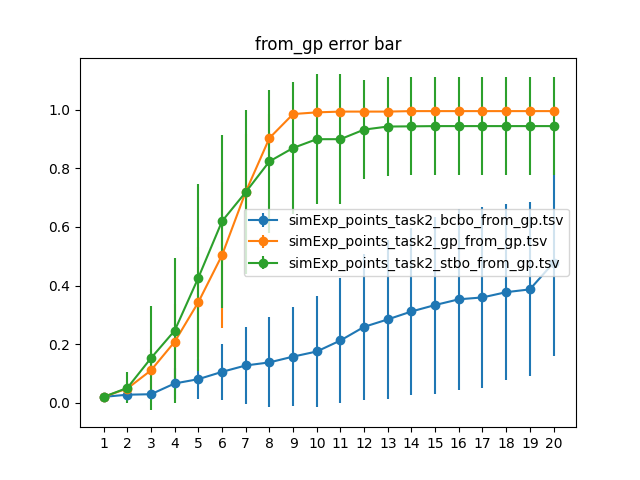 from_gp error bar
1.0
0.8
0.6
0.4
0.2
0.0
simExp_points_task2_bcbo_from_gp.tsv
simExp_points_task2_gp_from_gp.tsv
simExp_points_task2_stbo_from_gp.tsv
1 2 3 4 5 6 7 8 9 10 11 12 13 14 15 16 17 18 19 20